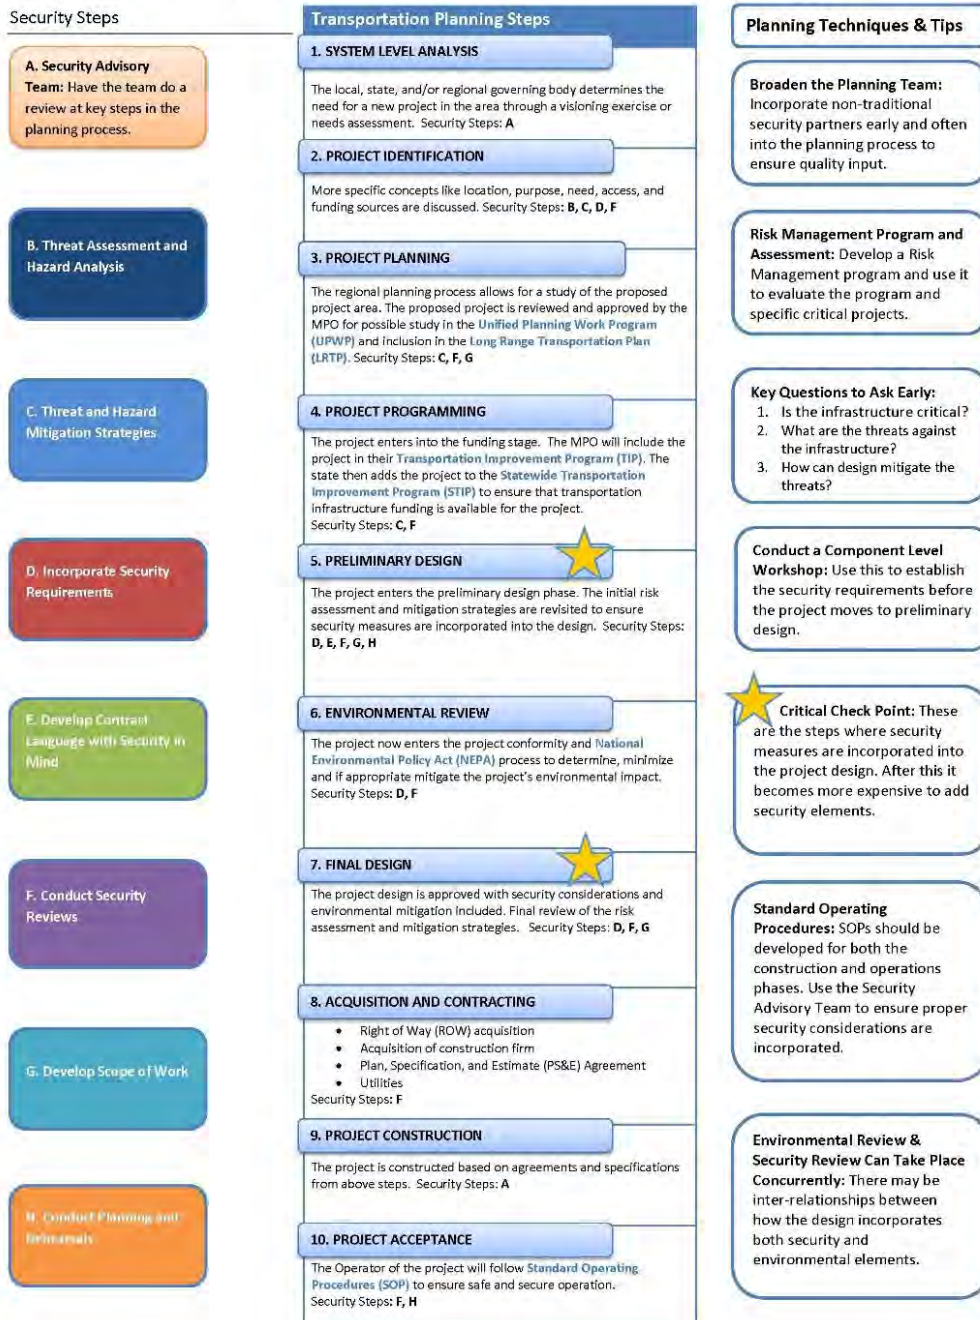 Security Steps
A. Security Advisory
Team: Have the team do a
review at key steps in the
planning process.
B. Threat Assessment and
Hazard Analysis
C. Threat and Hazard
Mitigation Strategies
D. Incorporate Security
Requirements
E. Develop Contract
Language with Security in
Mind
F. Conduct Security
Reviews
G. Develop Scope of Work
H. Conduct Planning and
Rehearsals
Transportation Planning Steps
1. SYSTEM LEVEL ANALYSIS
The local, state, and/or regional governing body determines the
need for a new project in the area through a visioning exercise or
needs assessment. Security Steps: A
2. PROJECT IDENTIFICATION
More specific concepts like location, purpose, need, access, and
funding sources are discussed. Security Steps: B, C, D, F
3. PROJECT PLANNING
The regional planning process allows for a study of the proposed
project area. The proposed project is reviewed and approved by the
MPO for possible study in the Unified Planning Work Program
(UPWP) and inclusion in the Long Range Transportation Plan
(LRTP). Security Steps: C, F, G
4. PROJECT PROGRAMMING
The project enters into the funding stage. The MPO will include the
project in their Transportation Improvement Program (TIP). The
state then adds the project to the Statewide Transportation
Improvement Program (STIP) to ensure that transportation
infrastructure funding is available for the project.
Security Steps: C, F
5. PRELIMINARY DESIGN
The project enters the preliminary design phase. The initial risk
assessment and mitigation strategies are revisited to ensure
security measures are incorporated into the design. Security Steps:
D, E, F, G, H
6. ENVIRONMENTAL REVIEW
The project now enters the project conformity and National
Environmental Policy Act (NEPA) process to determine, minimize
and if appropriate mitigate the project's environmental impact.
Security Steps: D, F
7. FINAL DESIGN
The project design is approved with security considerations and
environmental mitigation included. Final review of the risk
assessment and mitigation strategies. Security Steps: D, F, G
8. ACQUISITION AND CONTRACTING
• Right of Way (ROW) acquisition
• Acquisition of construction firm
• Plan, Specification, and Estimate (PS&E) Agreement
• Utilities
Security Steps: F
9. PROJECT CONSTRUCTION
The project is constructed based on agreements and specifications
from above steps. Security Steps: A
10. PROJECT ACCEPTANCE
The Operator of the project will follow Standard Operating
Procedures (SOP) to ensure safe and secure operation.
Security Steps: F, H
Planning Techniques & Tips
Broaden the Planning Team:
Incorporate non-traditional
security partners early and often
into the planning process to
ensure quality input.
Risk Management Program and
Assessment: Develop a Risk
Management program and use it
to evaluate the program and
specific critical projects.
Key Questions to Ask Early:
1. Is the infrastructure critical?
2. What are the threats against
the infrastructure?
3. How can design mitigate the
threats?
Conduct a Component Level
Workshop: Use this to establish
the security requirements before
the project moves to preliminary
design.
Critical Check Point: These
are the steps where security
measures are incorporated into
the project design. After this it
becomes more expensive to add
security elements.
Standard Operating
Procedures: SOPs should be
developed for both the
construction and operations
phases. Use the Security
Advisory Team to ensure proper
security considerations are
incorporated.
Environmental Review &
Security Review Can Take Place
Concurrently: There may be
inter-relationships between
how the design incorporates
both security and
environmental elements.